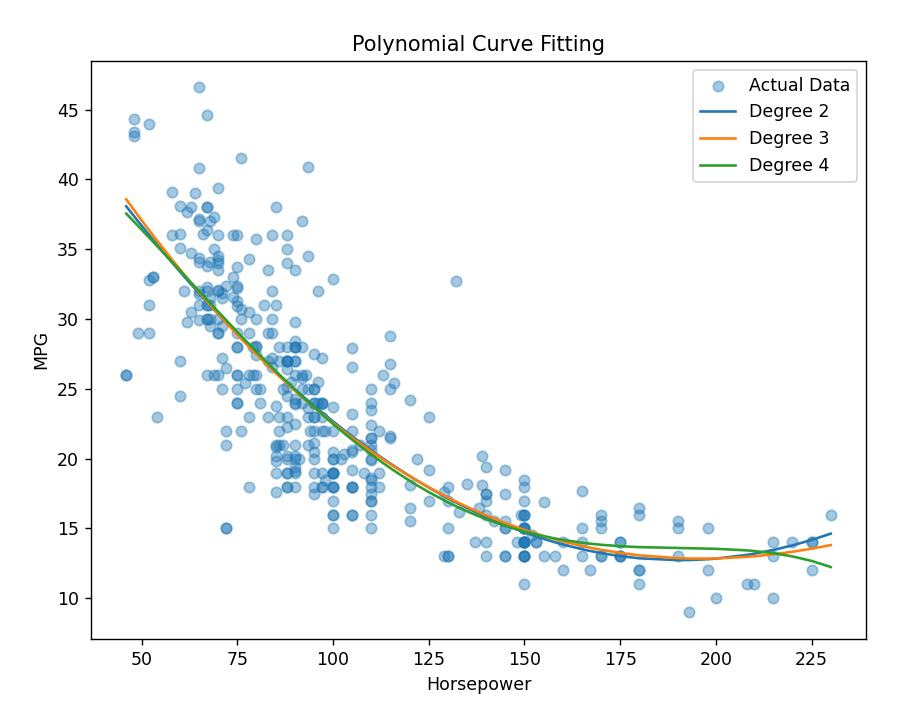 Polynomial Curve Fitting
Actual Data
Degree 2
Degree 3
Degree 4
45
40
35
30
25
20
15
10
MPG
50 75 100 125 150 175 200 225
Horsepower